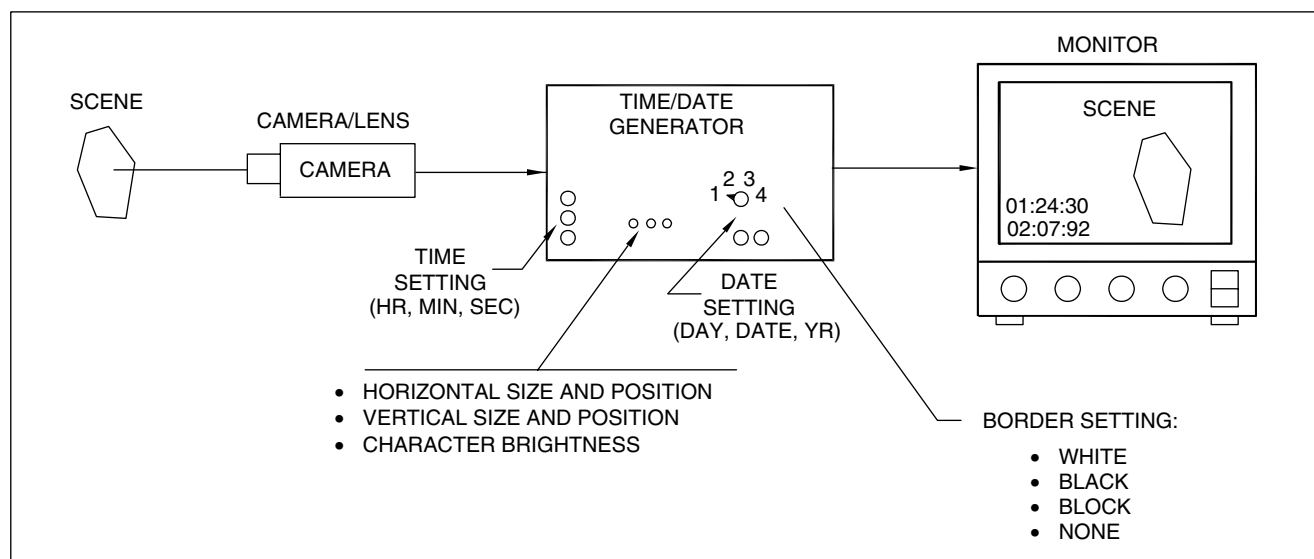 MONITOR
SCENE
CAMERA/LENS
CAMERA
TIME/DATE
GENERATOR
1 2 3 4
SCENE
01:24:30
02:07:92
TIME
SETTING
(HR, MIN, SEC)
DATE
SETTING
(DAY, DATE, YR)
• HORIZONTAL SIZE AND POSITION
• VERTICAL SIZE AND POSITION
• CHARACTER BRIGHTNESS
BORDER SETTING:
• WHITE
• BLACK
• BLOCK
• NONE